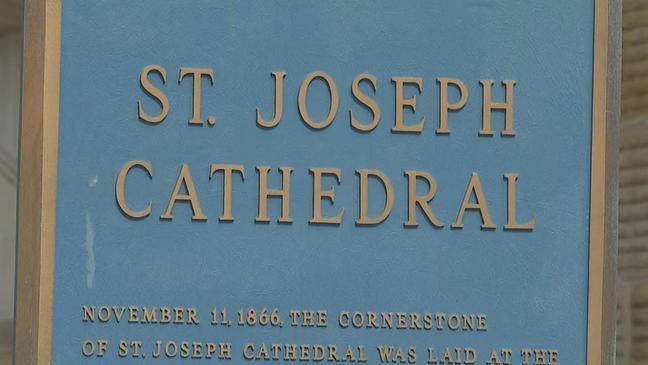 ST. JOSEPH
CATHEDRAL
NOVEMBER 11, 1866, THE CORNERSTONE
OF ST. JOSEPH CATHEDRAL WAS LAID AT THE